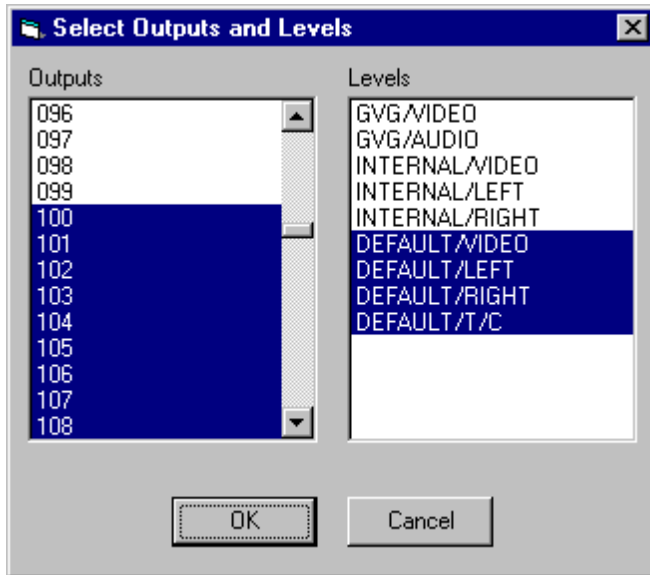 Select Outputs and Levels
Outputs
096
097
098
099
100
101
102
103
104
105
106
107
108
Levels
GVG/VIDEO
GVG/AUDIO
INTERNAL/VIDEO
INTERNAL/LEFT
INTERNAL/RIGHT
DEFAULT/VIDEO
DEFAULT/LEFT
DEFAULT/RIGHT
DEFAULT/T/C
OK
Cancel